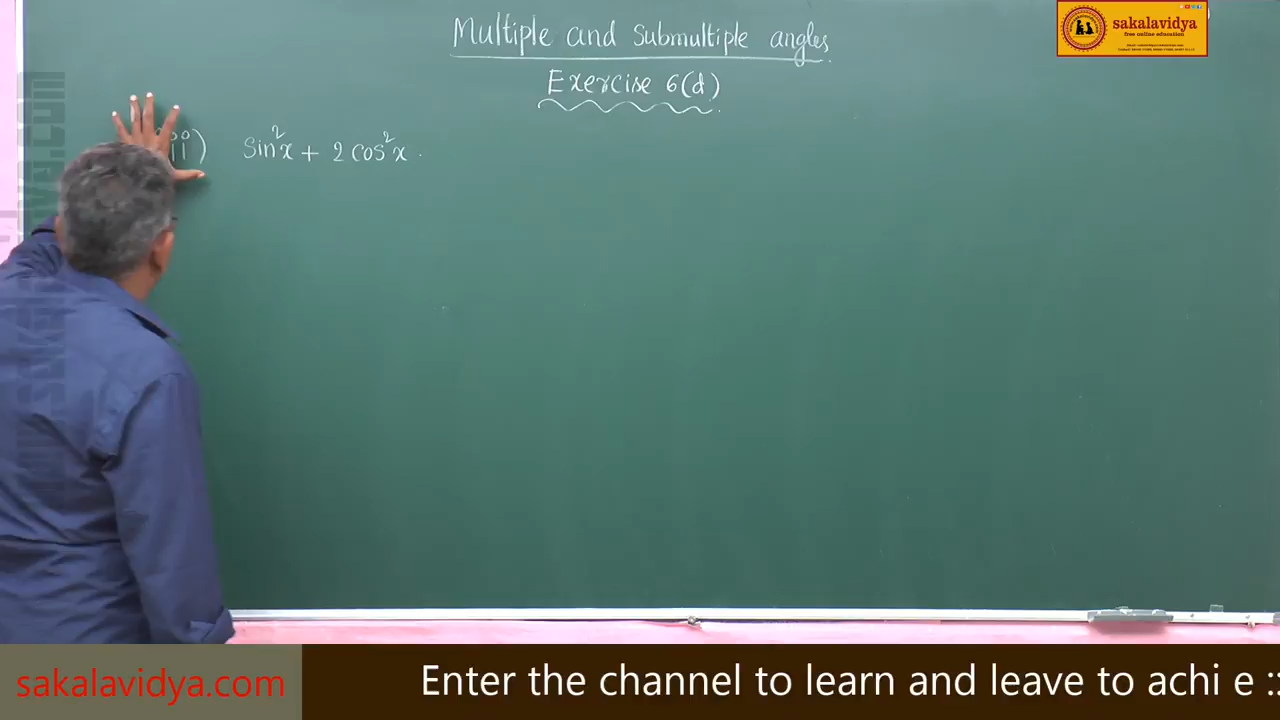 Multiple and Submultiple angles.
Exercise 6(d)
ii) Sin²x + 2 cos²x.
sakalavidya
free online education
sakalavidya.com
Enter the channel to learn and leave to achi e ::